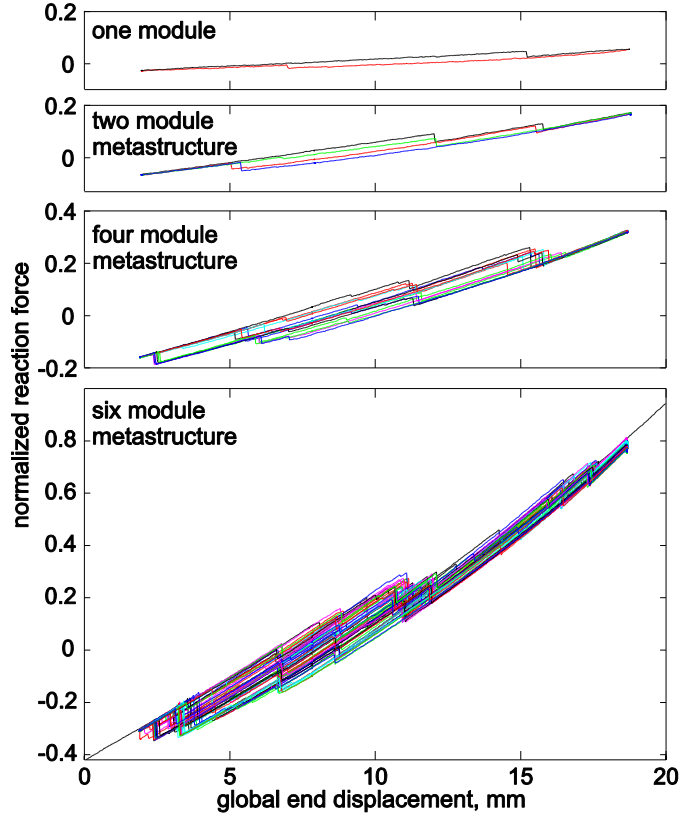 0.2
one module
0
0.2
two module
metastructure
0
0.4
four module
metastructure
0.2
0
-0.2
six module
metastructure
0.8
0.6
0.4
0.2
0
-0.2
-0.4
0 5 10 15 20
global end displacement, mm
normalized reaction force